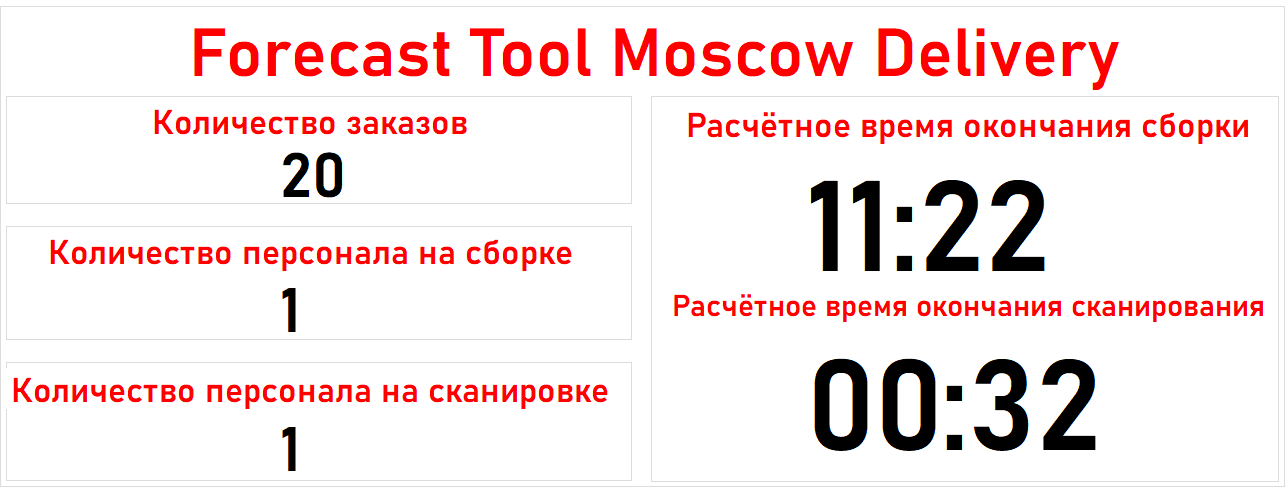 Forecast Tool Moscow Delivery
Количество заказов
20
Количество персонала на сборке
1
Количество персонала на сканировке
1
Расчётное время окончания сборки
11:22
Расчётное время окончания сканирования
00:32